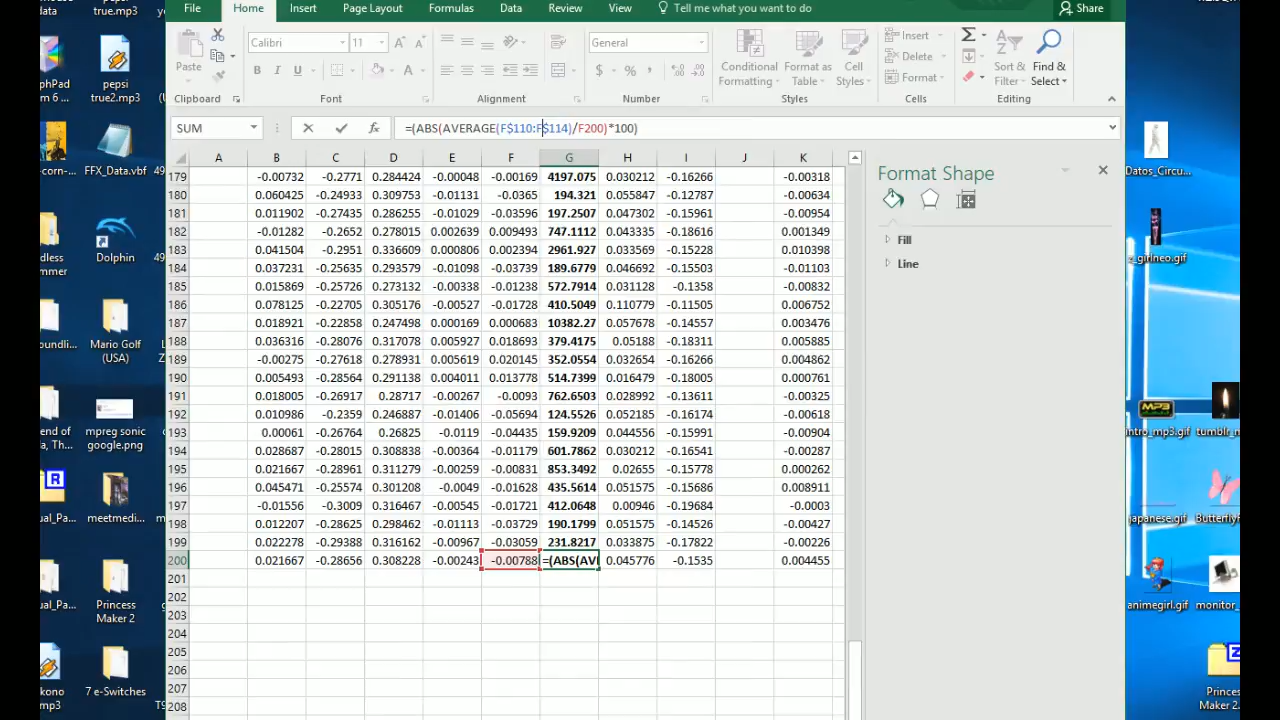 data
true.mp3
pepsi
true2.mp3
FFX_Data.vbf
Dolphin
Mario Golf
(USA)
mpreg sonic
google.png
meetmedi...
Princess
Maker 2
7 e-Switches
mp3
File
Home
Insert
Page Layout
Formulas
Data
Review
View
Tell me what you want to do
Share
Paste
Calibri
11
General
Conditional
Formatting
Format as
Table
Cell
Styles
Insert
Delete
Format
Sort &
Filter
Find &
Select
B I U
$ % ,
Clipboard
Font
Alignment
Number
Styles
Cells
Editing
SUM
=(ABS(AVERAGE(F$110:F$114)/F200)*100)
A B C D E F G H I J K
179 -0.00732 -0.2771 0.284424 -0.00048 -0.00169 4197.075 0.030212 -0.16266 -0.00318
180 0.060425 -0.24933 0.309753 -0.01131 -0.0365 194.321 0.055847 -0.12787 -0.00634
181 0.011902 -0.27435 0.286255 -0.01029 -0.03596 197.2507 0.047302 -0.15961 -0.00954
182 -0.01282 -0.2652 0.278015 0.002639 0.009493 747.1112 0.043335 -0.18616 0.001349
183 0.041504 -0.2951 0.336609 0.000806 0.002394 2961.927 0.033569 -0.15228 0.010398
184 0.037231 -0.25635 0.293579 -0.01098 -0.03739 189.6779 0.046692 -0.15503 -0.01103
185 0.015869 -0.25726 0.273132 -0.00338 -0.01238 572.7914 0.031128 -0.1358 -0.00832
186 0.078125 -0.22705 0.305176 -0.00527 -0.01728 410.5049 0.110779 -0.11505 0.006752
187 0.018921 -0.22858 0.247498 0.000169 0.000683 10382.27 0.057678 -0.14557 0.003476
188 0.036316 -0.28076 0.317078 0.005927 0.018693 379.4175 0.05188 -0.18311 0.005885
189 -0.00275 -0.27618 0.278931 0.005619 0.020145 352.0554 0.032654 -0.16266 0.004862
190 0.005493 -0.28564 0.291138 0.004011 0.013778 514.7399 0.016479 -0.18005 0.000761
191 0.018005 -0.26917 0.28717 -0.00267 -0.0093 762.6503 0.028992 -0.13611 -0.00325
192 0.010986 -0.2359 0.246887 -0.01406 -0.05694 124.5526 0.052185 -0.16174 -0.00618
193 0.00061 -0.26764 0.26825 -0.0119 -0.04435 159.9209 0.044556 -0.15991 -0.00904
194 0.028687 -0.28015 0.308838 -0.00364 -0.01179 601.7862 0.030212 -0.16541 -0.00287
195 0.021667 -0.28961 0.311279 -0.00259 -0.00831 853.3492 0.02655 -0.15778 0.000262
196 0.045471 -0.25574 0.301208 -0.0049 -0.01628 435.5614 0.051575 -0.15686 0.008911
197 -0.01556 -0.3009 0.316467 -0.00545 -0.01721 412.0648 0.00946 -0.19684 -0.0003
198 0.012207 -0.28625 0.298462 -0.01113 -0.03729 190.1799 0.051575 -0.14526 -0.00427
199 0.022278 -0.29388 0.316162 -0.00967 -0.03059 231.8217 0.033875 -0.17822 -0.00226
200 0.021667 -0.28656 0.308228 -0.00243 -0.00788 =(ABS(AVI 0.045776 -0.1535 0.004455
201
202
203
204
205
206
207
208
Format Shape
Fill
Line
Datos_Circu...
z_girlneo.gif
intro_mp3.gif
japanese.gif
Butterfly
animegirl.gif
monitor_
Princes
Maker 2.